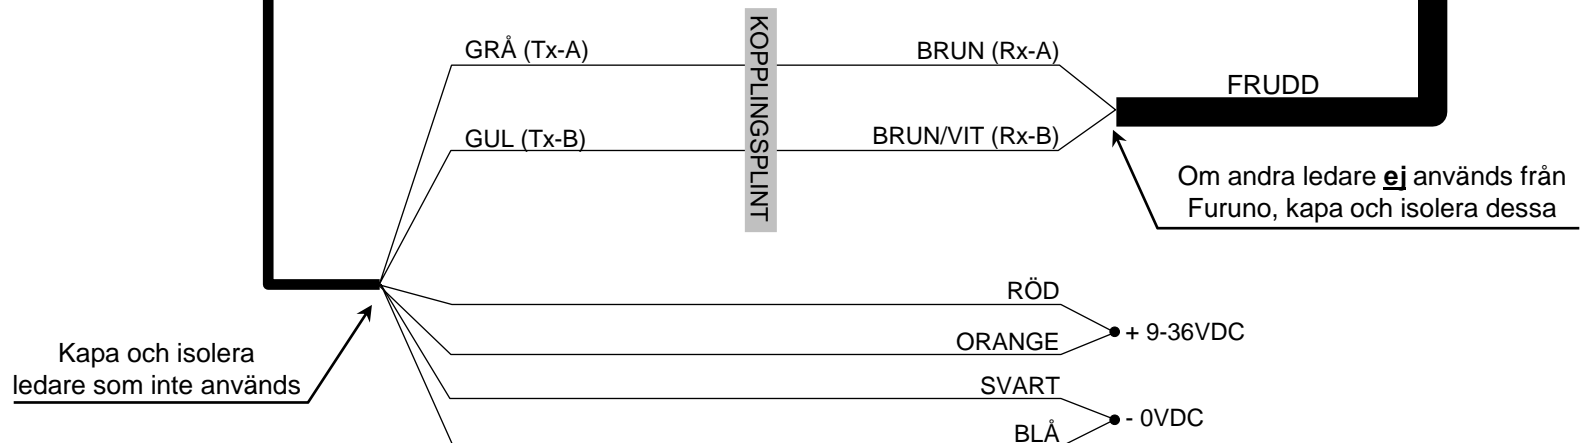 GRÅ (Tx-A)
KOPPLINGSPLINT
BRUN (Rx-A)
FRUDD
GUL (Tx-B)
BRUN/VIT (Rx-B)
Om andra ledare ej används från
Furuno, kapa och isolera dessa
RÖD
+ 9-36VDC
ORANGE
Kapa och isolera
ledare som inte används
SVART
- 0VDC
BLÅ